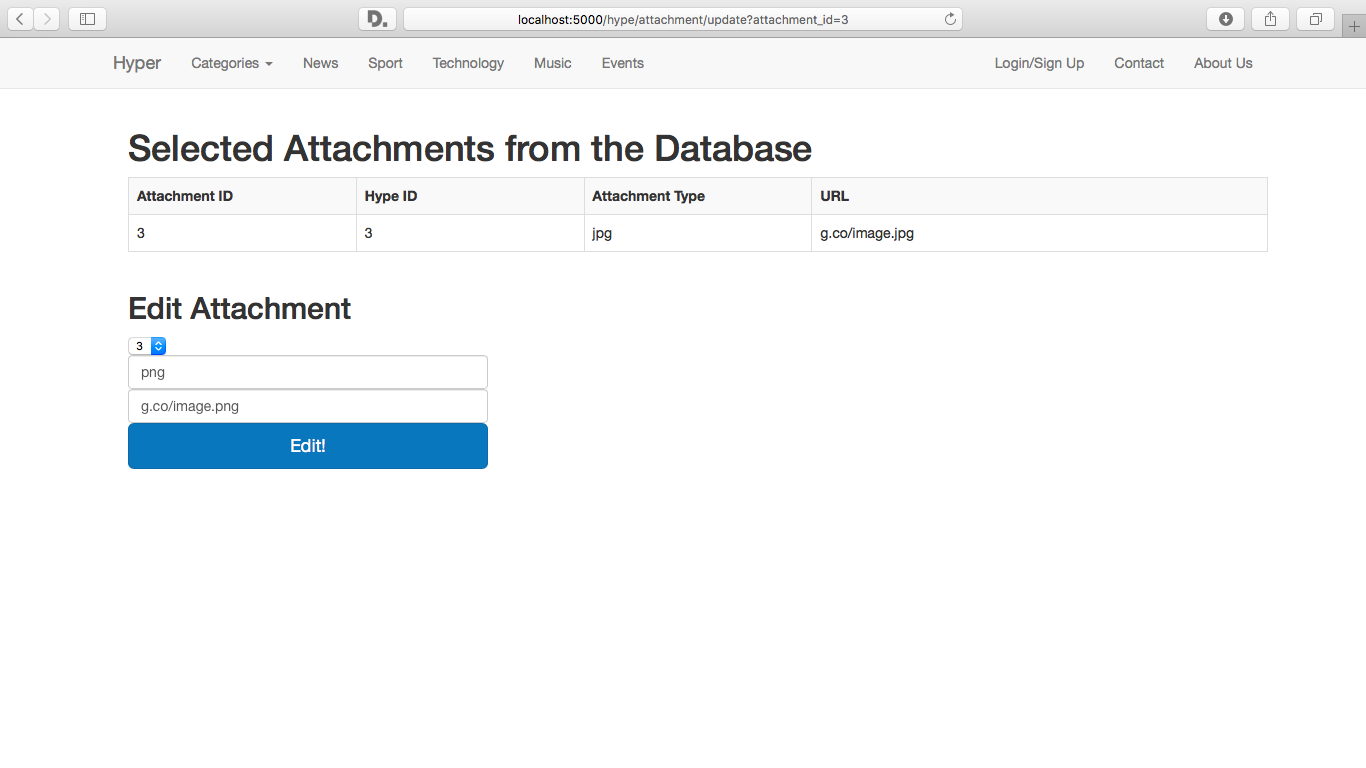 D. localhost:5000/hype/attachment/update?attachment_id=3
Hyper Categories News Sport Technology Music Events Login/Sign Up Contact About Us
Selected Attachments from the Database
Attachment ID Hype ID Attachment Type URL
3 3 jpg g.co/image.jpg
Edit Attachment
3
png
g.co/image.png
Edit!